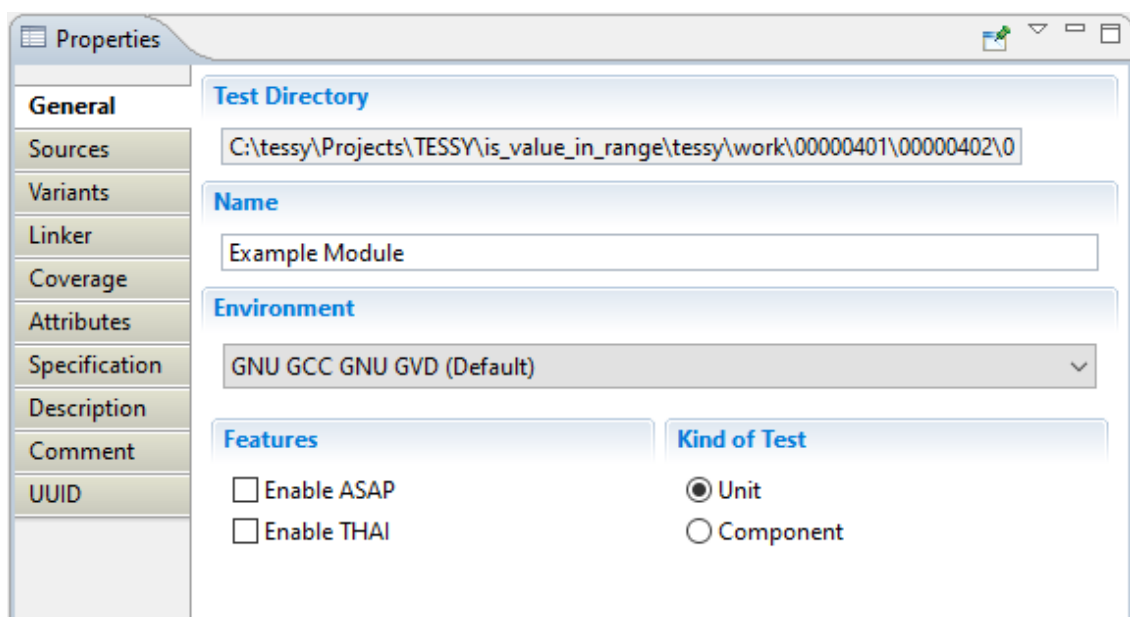 Properties
General
Sources
Variants
Linker
Coverage
Attributes
Specification
Description
Comment
UUID
Test Directory
C:\tessy\Projects\TESSY\is_value_in_range\tessy\work\00000401\00000402\0
Name
Example Module
Environment
GNU GCC GNU GVD (Default)
Features
Enable ASAP
Enable THAI
Kind of Test
Unit
Component